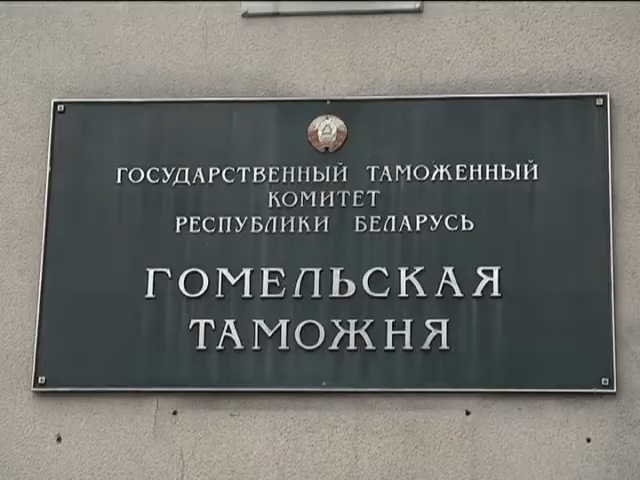 ГОСУДАРСТВЕННЫЙ ТАМОЖЕННЫЙ
КОМИТЕТ
РЕСПУБЛИКИ БЕЛАРУСЬ
ГОМЕЛЬСКАЯ
ТАМОЖНЯ